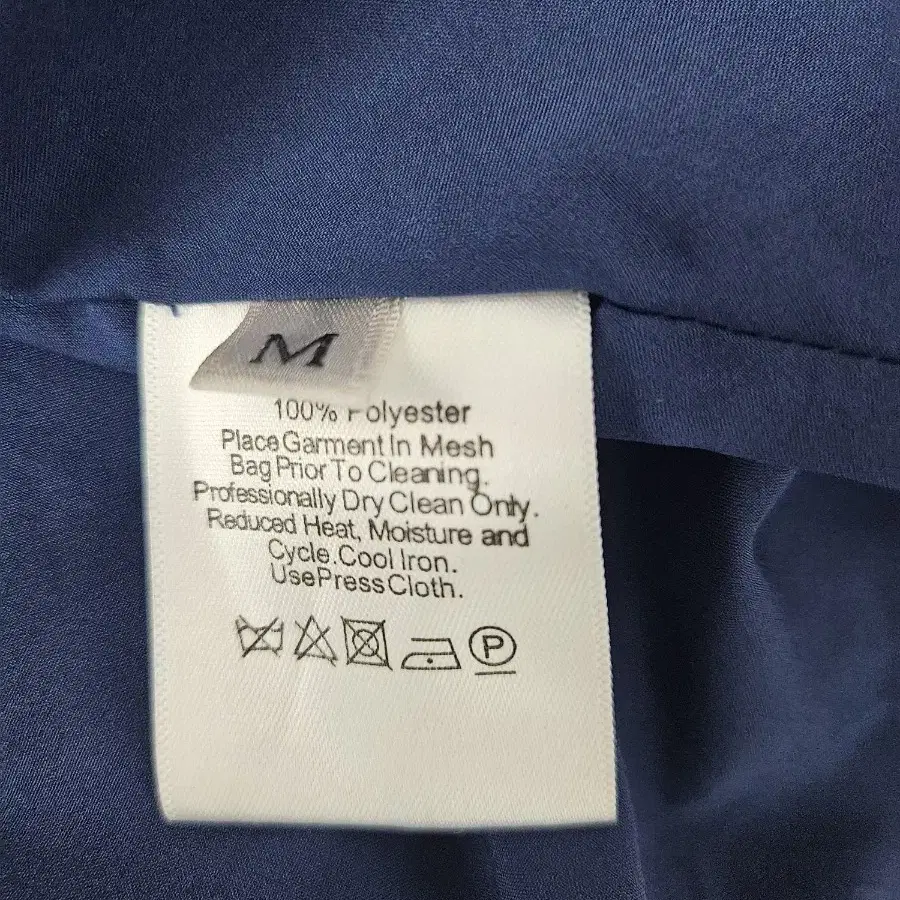 M
100% Polyester
Place Garment In Mesh
Bag Prior To Cleaning.
Professionally Dry Clean Only.
Reduced Heat, Moisture and
Cycle.Cool Iron.
Use Press Cloth.
P